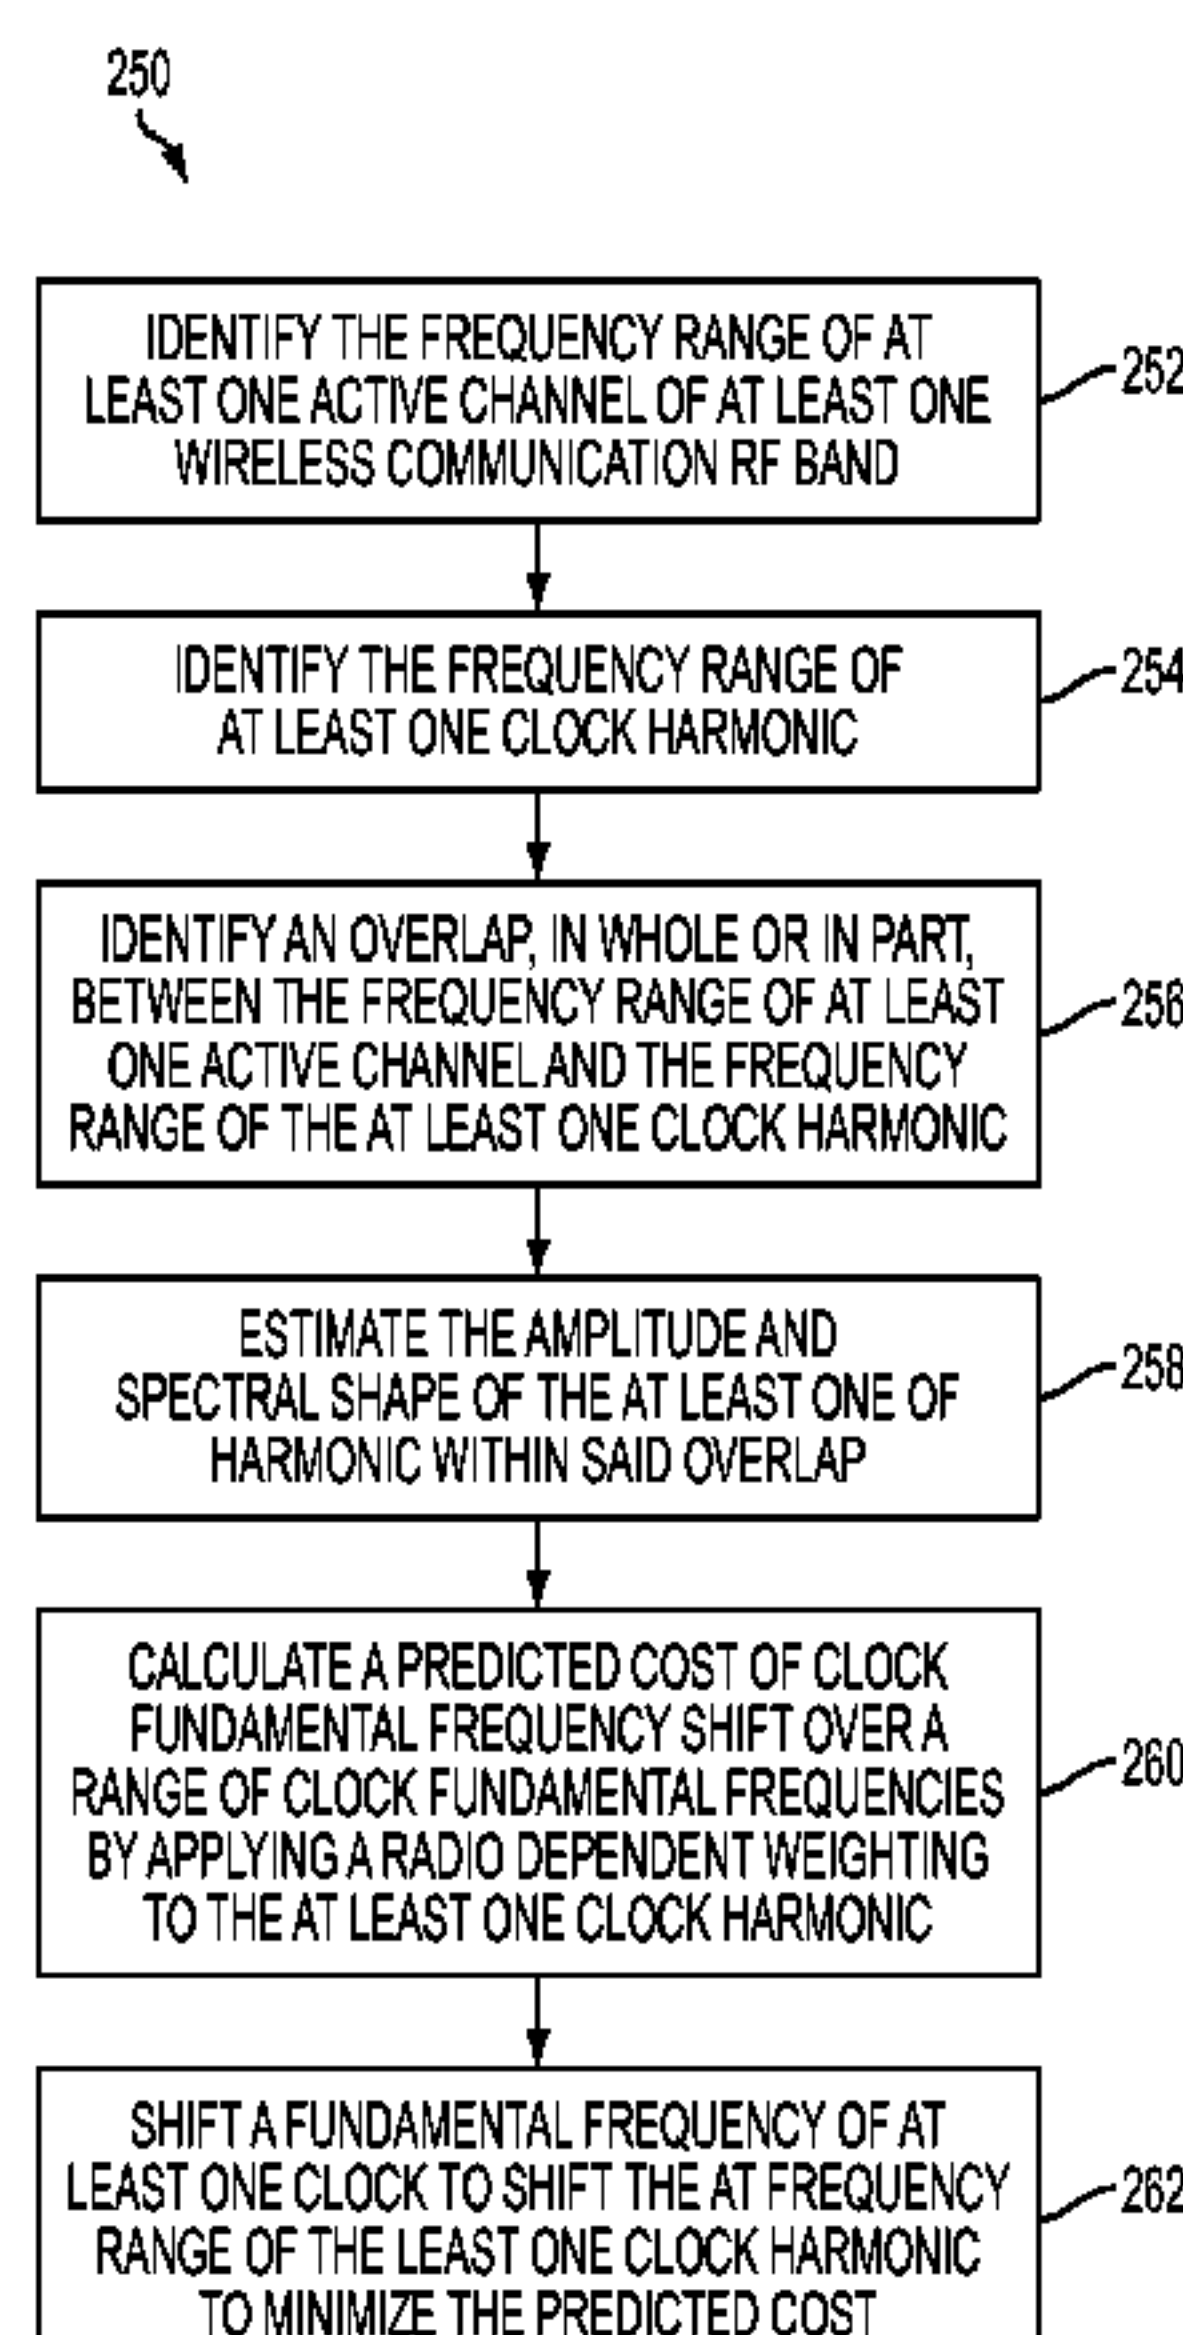 250
IDENTIFY THE FREQUENCY RANGE OF AT
LEAST ONE ACTIVE CHANNEL OF AT LEAST ONE
WIRELESS COMMUNICATION RF BAND
252
IDENTIFY THE FREQUENCY RANGE OF
AT LEAST ONE CLOCK HARMONIC
254
IDENTIFY AN OVERLAP, IN WHOLE OR IN PART,
BETWEEN THE FREQUENCY RANGE OF AT LEAST
ONE ACTIVE CHANNEL AND THE FREQUENCY
RANGE OF THE AT LEAST ONE CLOCK HARMONIC
256
ESTIMATE THE AMPLITUDE AND
SPECTRAL SHAPE OF THE AT LEAST ONE OF
HARMONIC WITHIN SAID OVERLAP
258
CALCULATE A PREDICTED COST OF CLOCK
FUNDAMENTAL FREQUENCY SHIFT OVER A
RANGE OF CLOCK FUNDAMENTAL FREQUENCIES
BY APPLYING A RADIO DEPENDENT WEIGHTING
TO THE AT LEAST ONE CLOCK HARMONIC
260
SHIFT A FUNDAMENTAL FREQUENCY OF AT
LEAST ONE CLOCK TO SHIFT THE AT FREQUENCY
RANGE OF THE LEAST ONE CLOCK HARMONIC
TO MINIMIZE THE PREDICTED COST
262